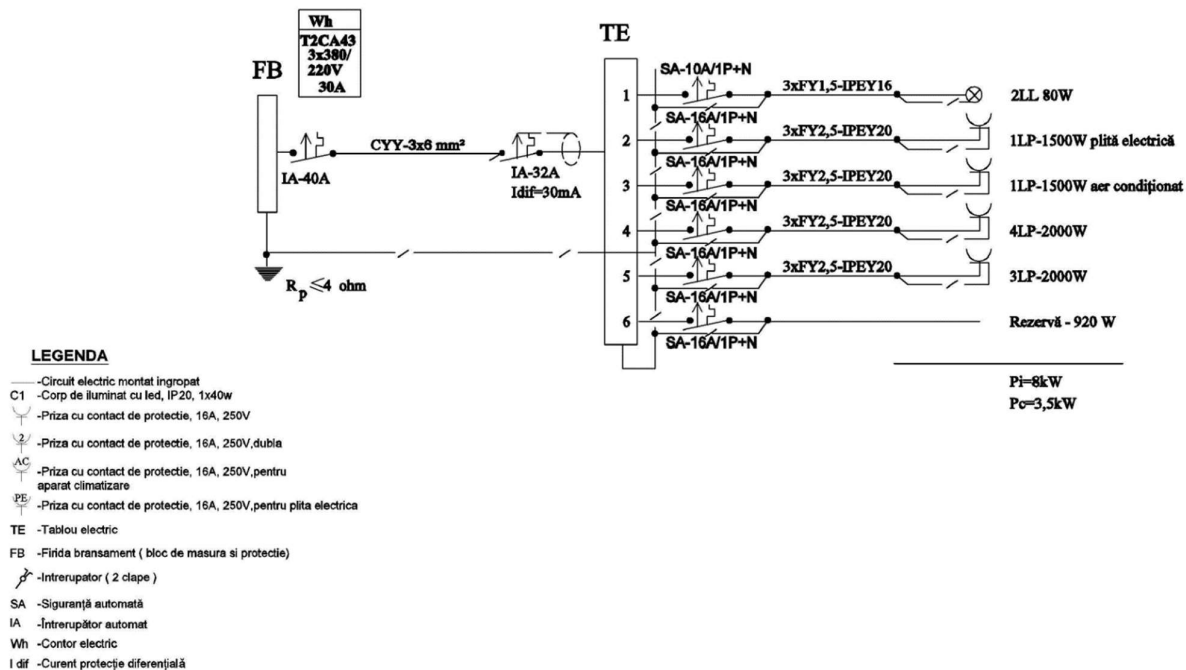 Wh
T2CA43
3x380/
220V
30A
FB
TE
IA-40A
CYY-3x6 mm²
IA-32A
Idif=30mA
R_p ≤4 ohm
SA-10A/1P+N
1
3xFY1,5-IPEY16
2LL 80W
SA-16A/1P+N
2
3xFY2,5-IPEY20
1LP-1500W plită electrică
SA-16A/1P+N
3
3xFY2,5-IPEY20
1LP-1500W aer condiționat
SA-16A/1P+N
4
3xFY2,5-IPEY20
4LP-2000W
SA-16A/1P+N
5
3xFY2,5-IPEY20
3LP-2000W
SA-16A/1P+N
6
Rezervă - 920 W
SA-16A/1P+N
Pi=8kW
Pc=3,5kW
LEGENDA
-Circuit electric montat ingropat
C1 -Corp de iluminat cu led, IP20, 1x40w
-Priza cu contact de protectie, 16A, 250V
2 -Priza cu contact de protectie, 16A, 250V,dubla
AC -Priza cu contact de protectie, 16A, 250V,pentru
aparat climatizare
PE -Priza cu contact de protectie, 16A, 250V,pentru plita electrica
TE -Tablou electric
FB -Firida bransament ( bloc de masura si protectie)
-Intrerupator ( 2 clape )
SA -Siguranță automată
IA -Întrerupător automat
Wh -Contor electric
I dif -Curent protecție diferențială